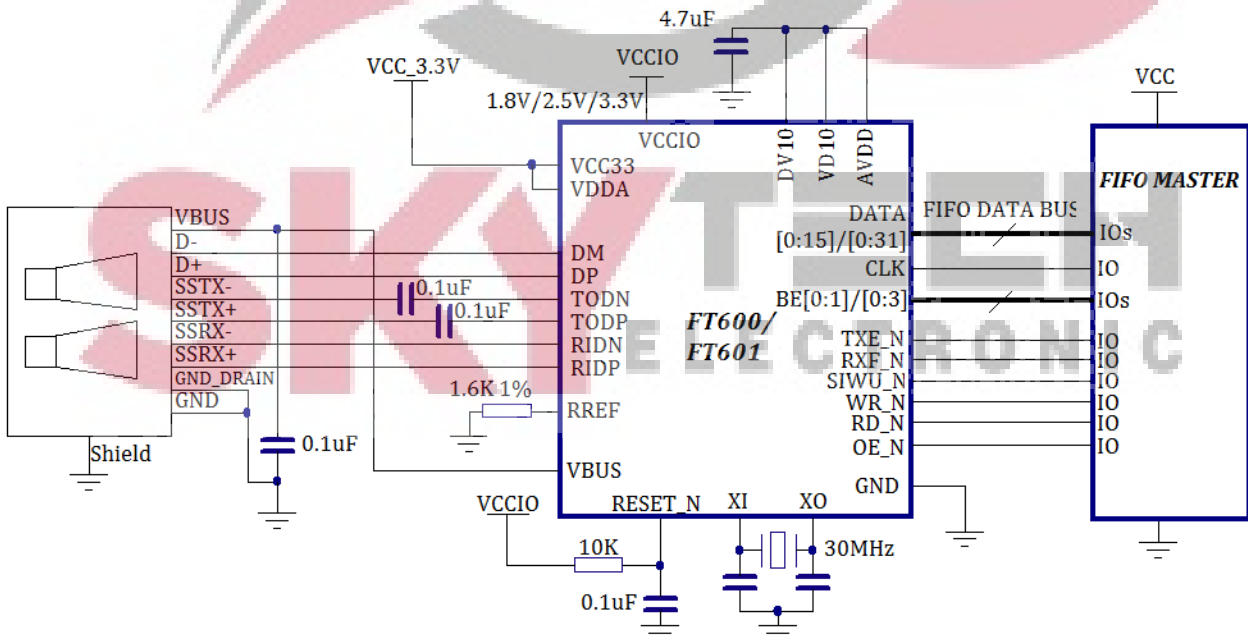 4.7uF
VCC_3.3V
VCCIO
1.8V/2.5V/3.3V
VCC
VCCIO
DV10
VD10
AVDD
VCC33
VDDA
FIFO MASTER
VBUS
D-
D+
SSTX-
SSTX+
SSRX-
SSRX+
GND_DRAIN
GND
Shield
0.1uF
0.1uF
0.1uF
DM
DP
TODN
TODP
RIDN
RIDP
1.6K 1%
RREF
VBUS
FT600/
FT601
DATA
[0:15]/[0:31]
FIFO DATA BUS
IOs
CLK
IO
BE[0:1]/[0:3]
IOs
TXE_N
IO
RXF_N
IO
SIWU_N
IO
WR_N
IO
RD_N
IO
OE_N
IO
GND
VCCIO
RESET_N
XI
XO
10K
30MHz
0.1uF
SKYTECH
ELECTRONIC